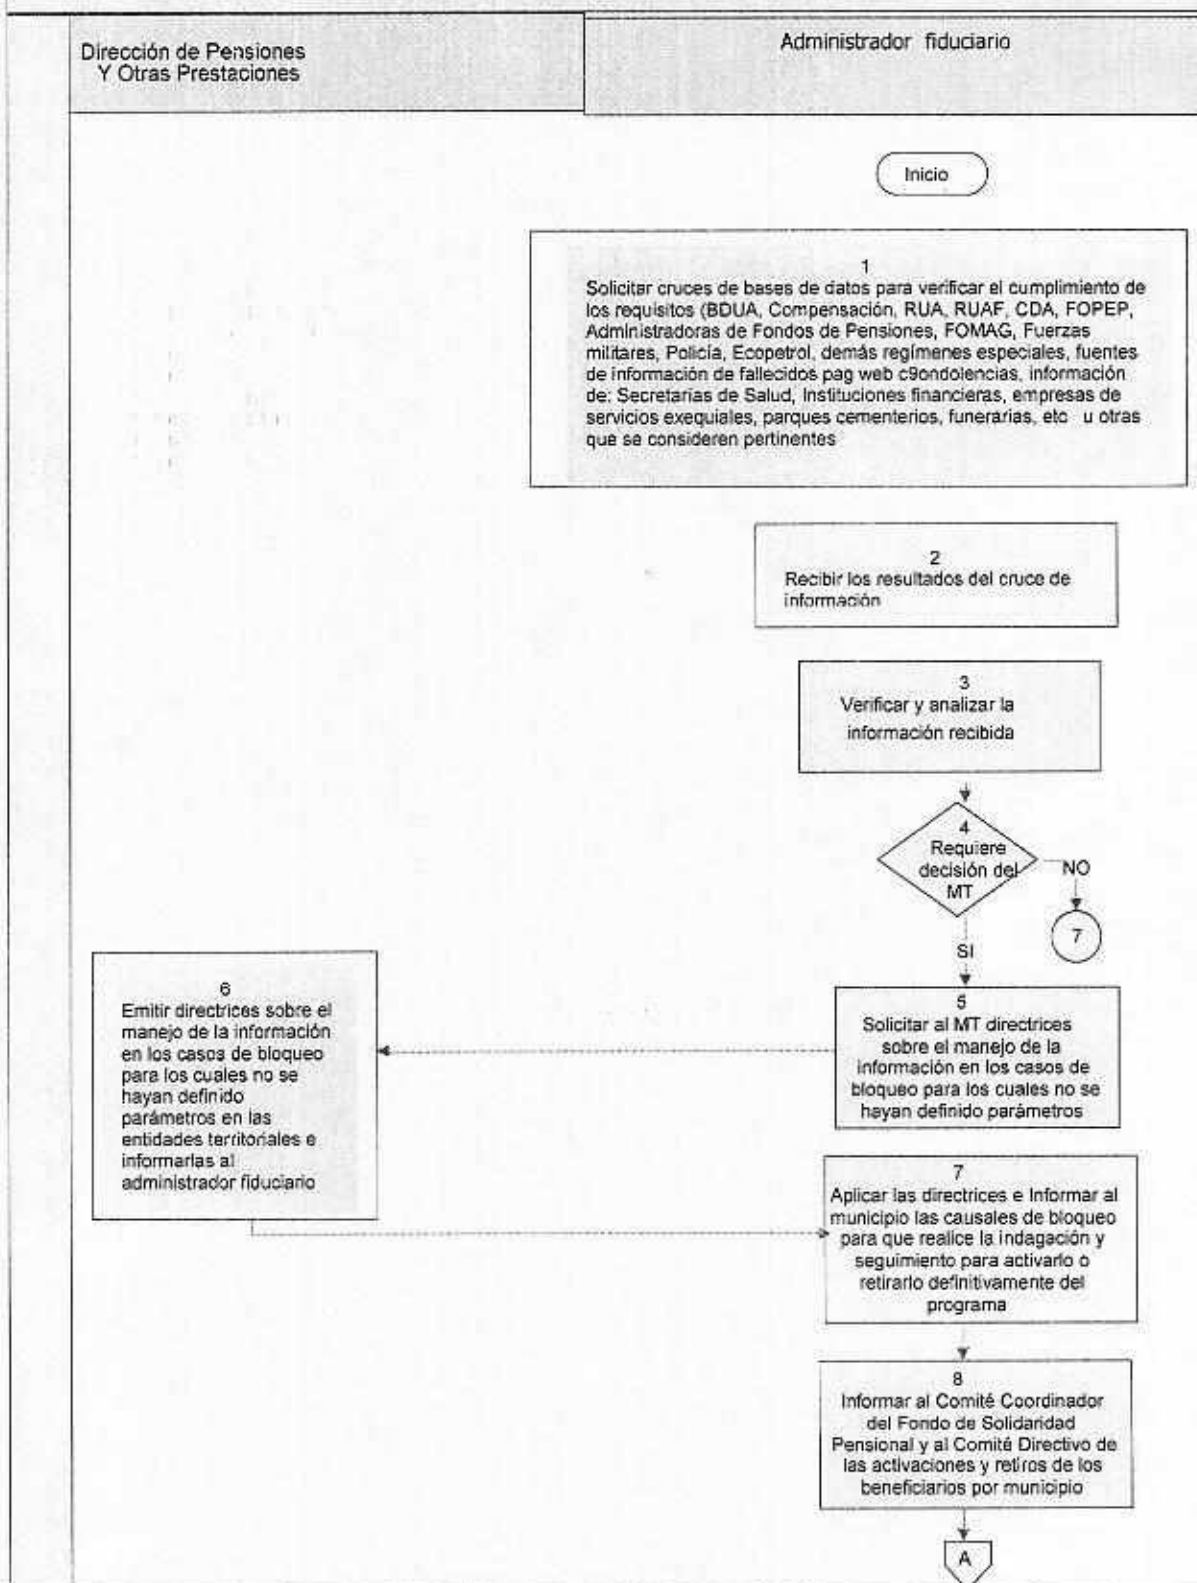 Dirección de Pensiones
Y Otras Prestaciones
Administrador fiduciario
Inicio
1
Solicitar cruces de bases de datos para verificar el cumplimiento de
los requisitos (BDUA, Compensación, RUA, RUAF, CDA, FOPEP,
Administradoras de Fondos de Pensiones, FOMAG, Fuerzas
militares, Policía, Ecopetrol, demás regímenes especiales, fuentes
de información de fallecidos pag web c9ondolencias, información
de: Secretarias de Salud, Instituciones financieras, empresas de
servicios exequiales, parques cementerios, funerarias, etc u otras
que se consideren pertinentes
2
Recibir los resultados del cruce de
información
3
Verificar y analizar la
información recibida
4
Requiere
decisión del
MT
NO
7
SI
5
Solicitar al MT directrices
sobre el manejo de la
información en los casos de
bloqueo para los cuales no se
hayan definido parámetros
6
Emitir directrices sobre el
manejo de la información
en los casos de bloqueo
para los cuales no se
hayan definido
parámetros en las
entidades territoriales e
informarlas al
administrador fiduciario
7
Aplicar las directrices e Informar al
municipio las causales de bloqueo
para que realice la indagación y
seguimiento para activarlo o
retirarlo definitivamente del
programa
8
Informar al Comité Coordinador
del Fondo de Solidaridad
Pensional y al Comité Directivo de
las activaciones y retiros de los
beneficiarios por municipio
A